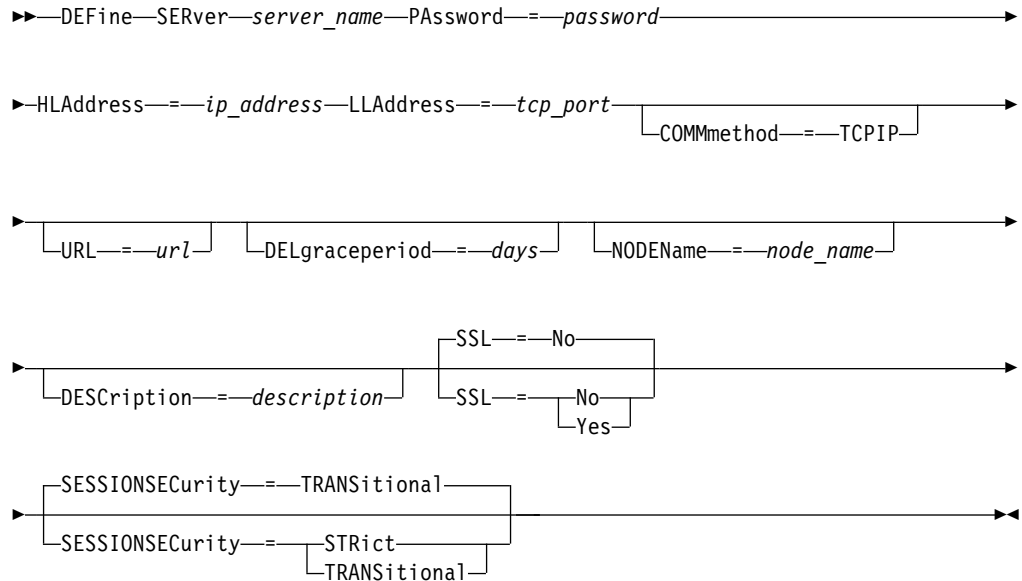 DEFine SERver server_name PAssword = password
HLAddress = ip_address LLAddress = tcp_port
COMMmethod = TCPIP
URL = url
DELgraceperiod = days
NODEName = node_name
SSL = No
DESCription = description
SSL = No
Yes
SESSIONSECurity = TRANSitional
SESSIONSECurity = STRict
TRANSitional